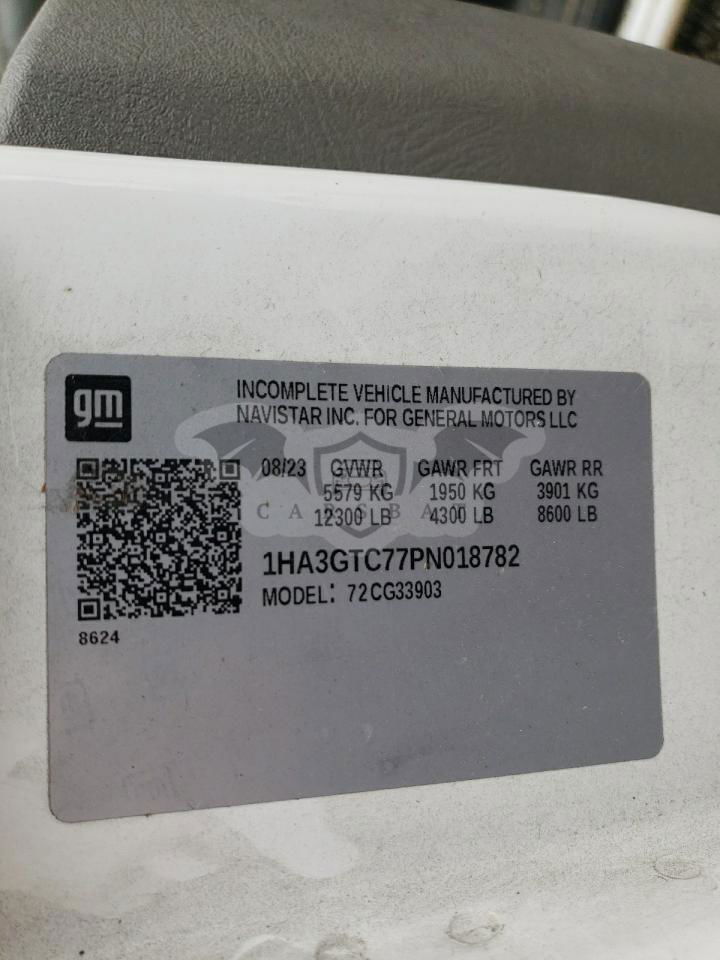 gm
INCOMPLETE VEHICLE MANUFACTURED BY
NAVISTAR INC. FOR GENERAL MOTORS LLC
08/23 GVWR GAWR FRT GAWR RR
5579 KG 1950 KG 3901 KG
CARSBAT
12300 LB 4300 LB 8600 LB
1HA3GTC77PN018782
MODEL: 72CG33903
8624